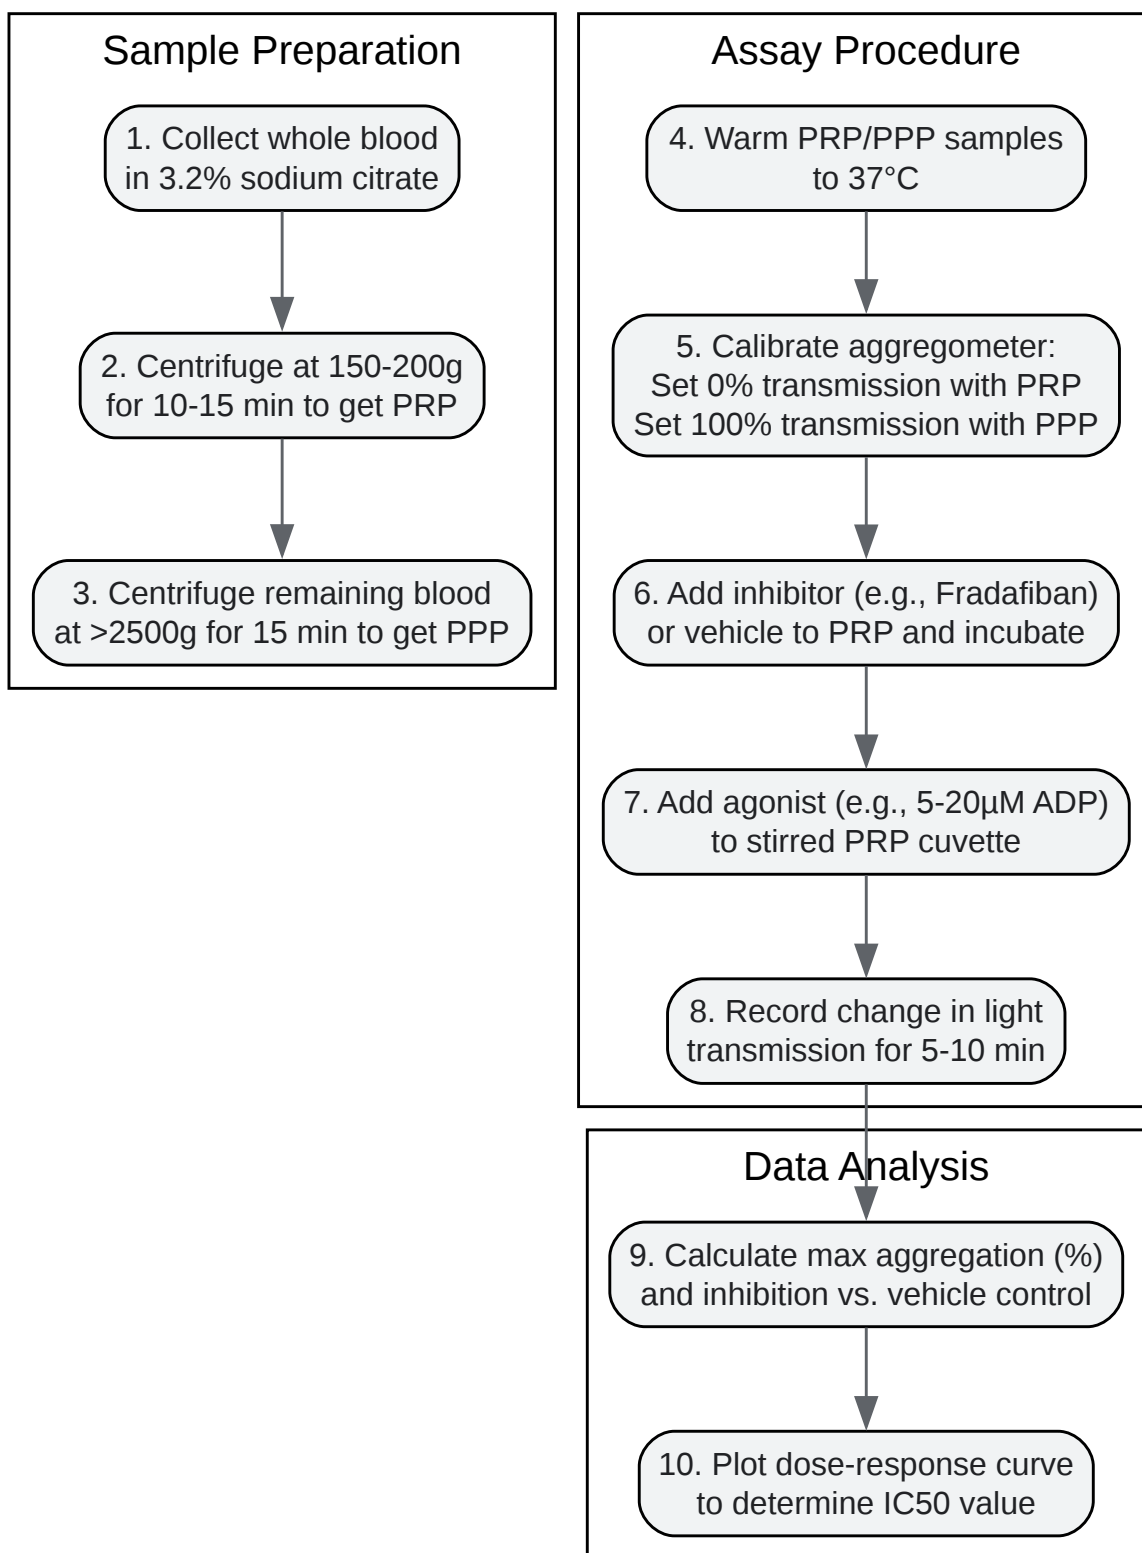 Sample Preparation
1. Collect whole blood
in 3.2% sodium citrate
2. Centrifuge at 150-200g
for 10-15 min to get PRP
3. Centrifuge remaining blood
at >2500g for 15 min to get PPP
Assay Procedure
4. Warm PRP/PPP samples
to 37°C
5. Calibrate aggregometer:
Set 0% transmission with PRP
Set 100% transmission with PPP
6. Add inhibitor (e.g., Fradafiban)
or vehicle to PRP and incubate
7. Add agonist (e.g., 5-20µM ADP)
to stirred PRP cuvette
8. Record change in light
transmission for 5-10 min
Data Analysis
9. Calculate max aggregation (%)
and inhibition vs. vehicle control
10. Plot dose-response curve
to determine IC50 value